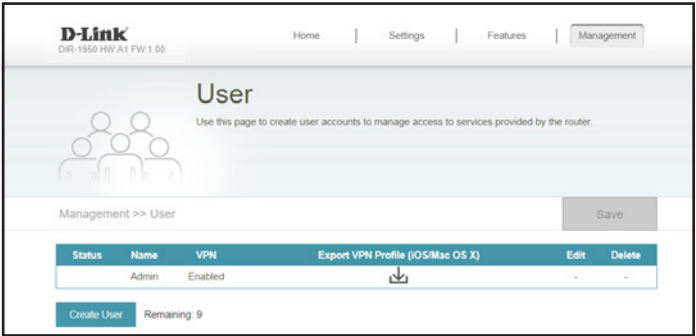 D-Link
DIR-1950 HW:A1 FW:1.00
Home | Settings | Features | Management
User
Use this page to create user accounts to manage access to services provided by the router.
Management >> User
Save
Status Name VPN Export VPN Profile (iOS/Mac OS X) Edit Delete
Admin Enabled - -
Create User Remaining: 9